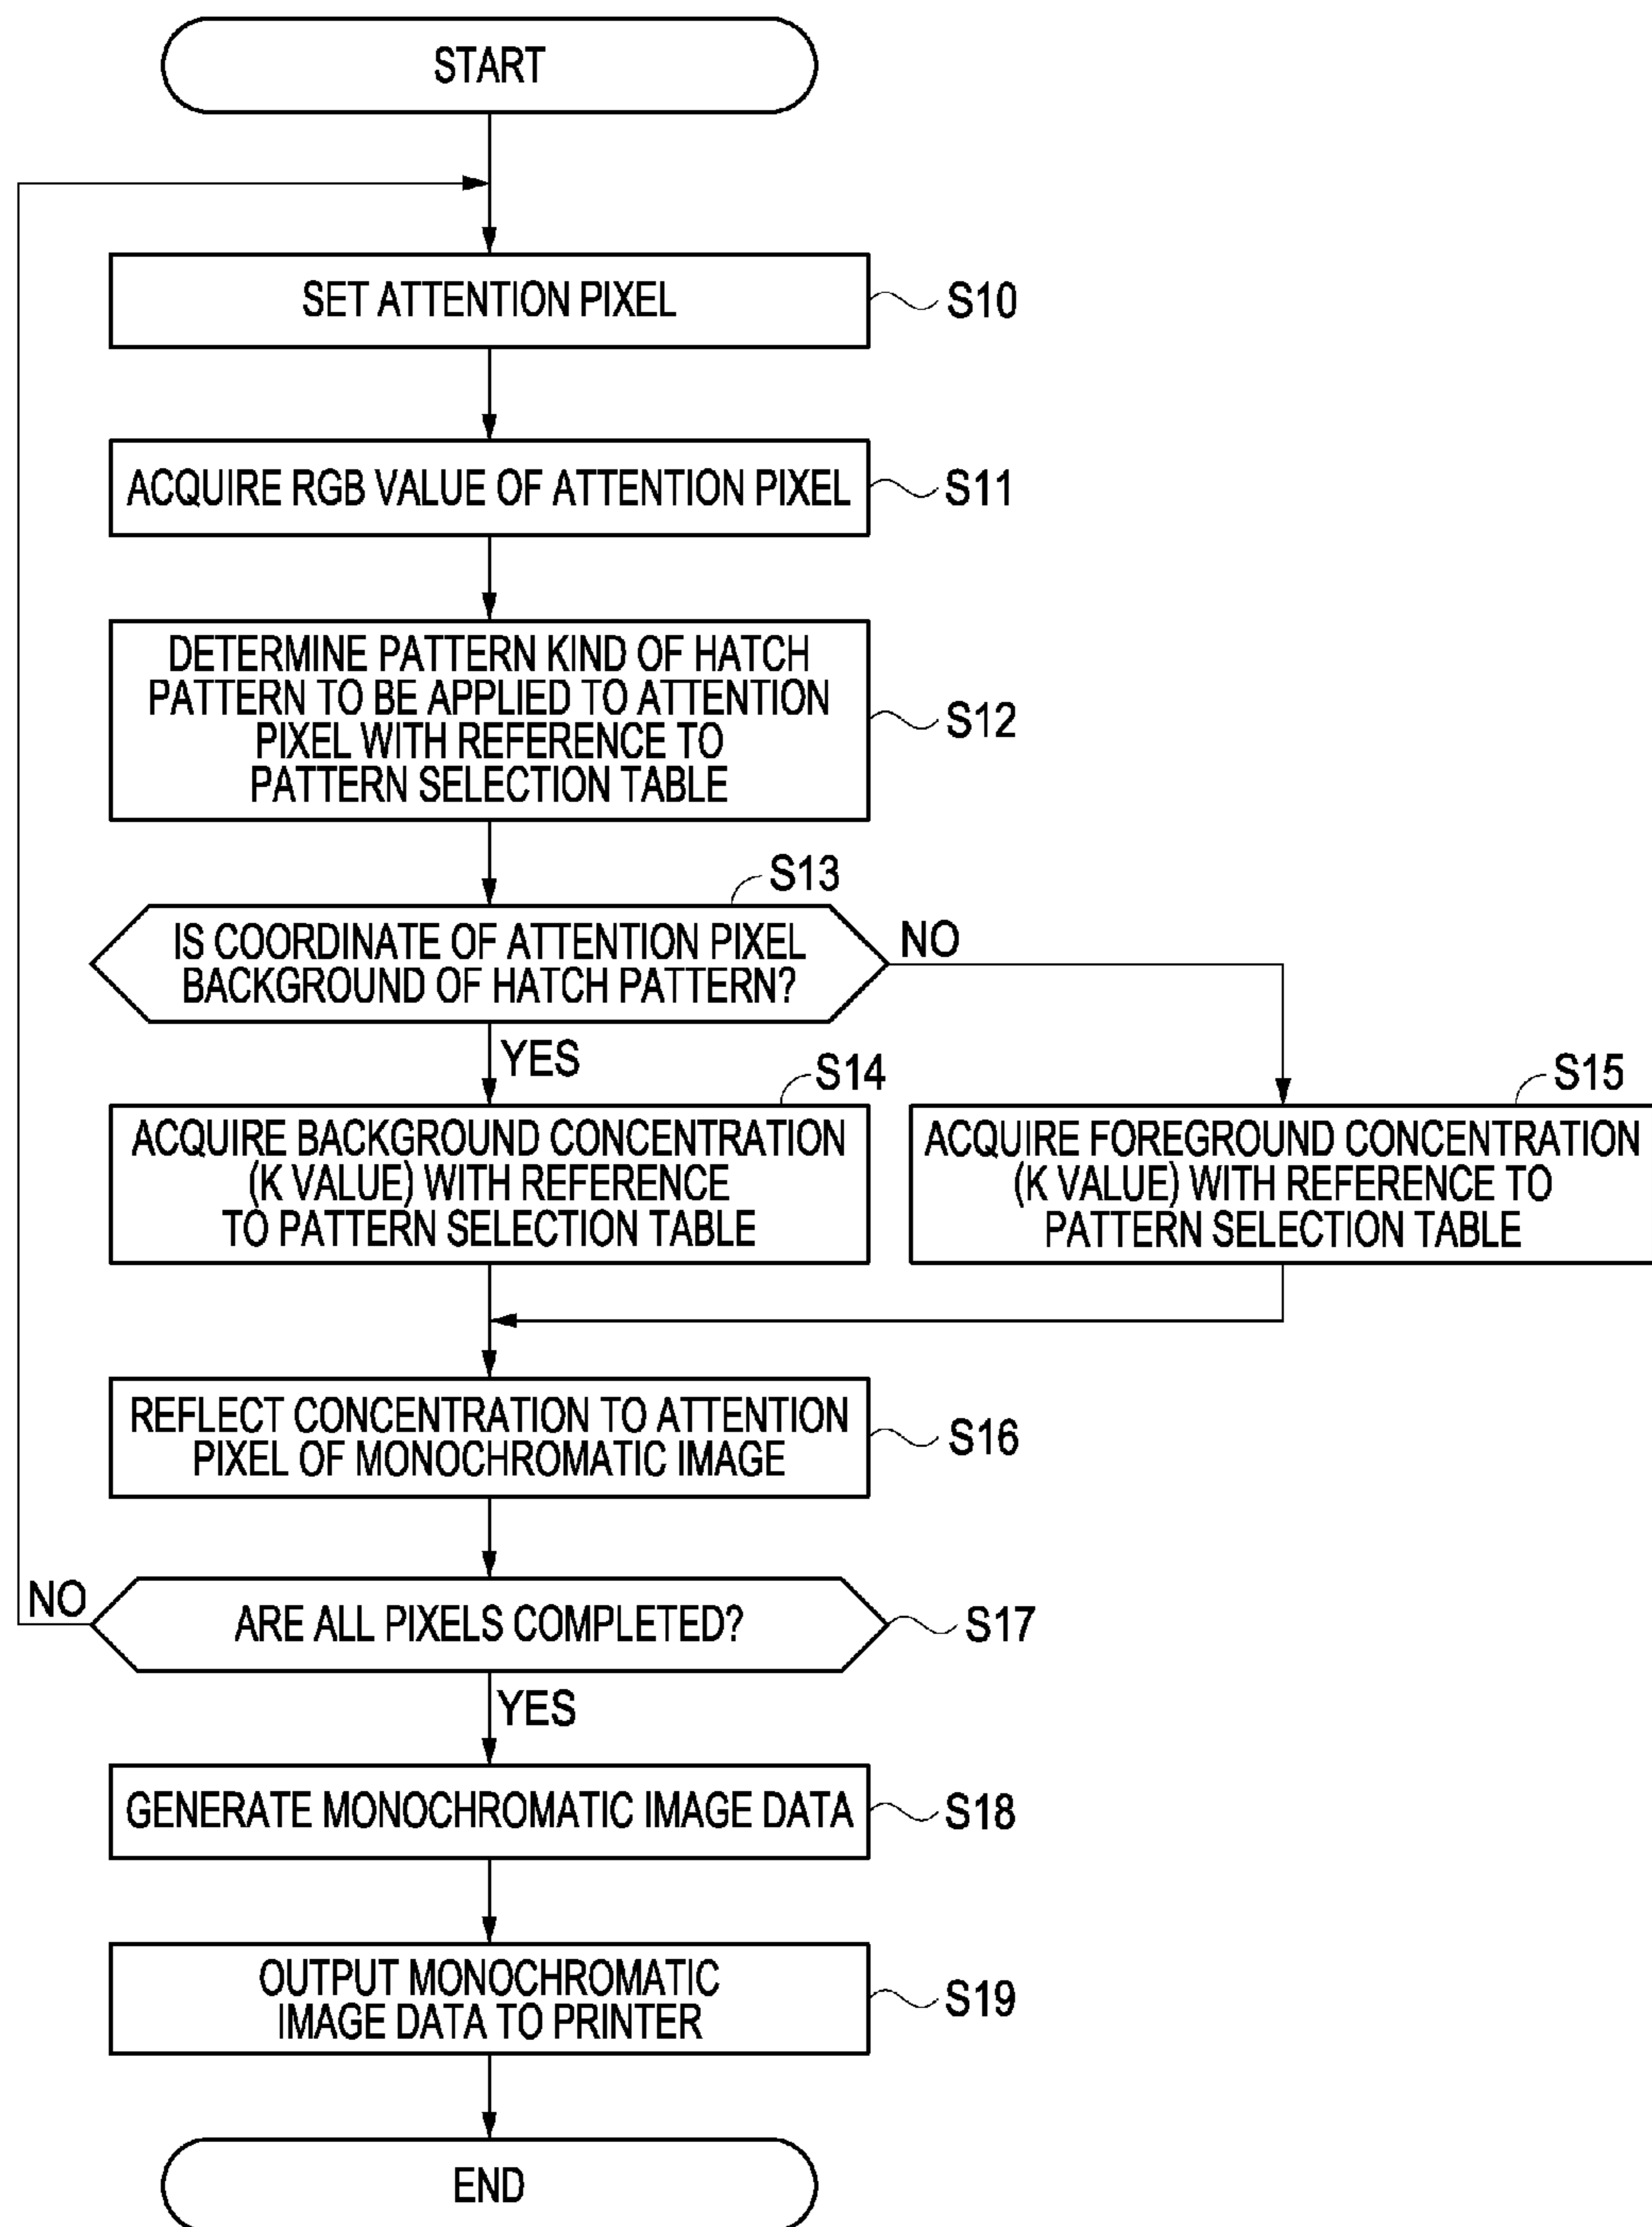 START
SET ATTENTION PIXEL
S10
ACQUIRE RGB VALUE OF ATTENTION PIXEL
S11
DETERMINE PATTERN KIND OF HATCH
PATTERN TO BE APPLIED TO ATTENTION
PIXEL WITH REFERENCE TO
PATTERN SELECTION TABLE
S12
S13
IS COORDINATE OF ATTENTION PIXEL
BACKGROUND OF HATCH PATTERN?
NO
YES
S14
ACQUIRE BACKGROUND CONCENTRATION
(K VALUE) WITH REFERENCE
TO PATTERN SELECTION TABLE
S15
ACQUIRE FOREGROUND CONCENTRATION
(K VALUE) WITH REFERENCE TO
PATTERN SELECTION TABLE
REFLECT CONCENTRATION TO ATTENTION
PIXEL OF MONOCHROMATIC IMAGE
S16
NO
ARE ALL PIXELS COMPLETED?
S17
YES
GENERATE MONOCHROMATIC IMAGE DATA
S18
OUTPUT MONOCHROMATIC
IMAGE DATA TO PRINTER
S19
END